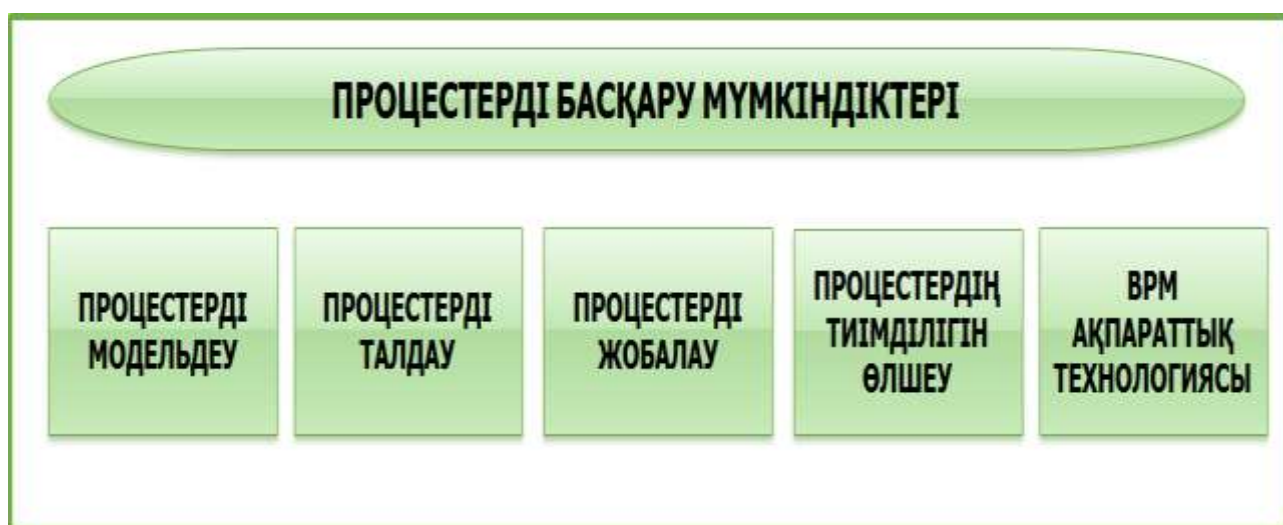 ПРОЦЕСТЕРДІ БАСҚАРУ МҮМКІНДІКТЕРІ
ПРОЦЕСТЕРДІ
МОДЕЛЬДЕУ
ПРОЦЕСТЕРДІ
ТАЛДАУ
ПРОЦЕСТЕРДІ
ЖОБАЛАУ
ПРОЦЕСТЕРДІҢ
ТИІМДІЛІГІН
ӨЛШЕУ
BPM
АҚПАРАТТЫҚ
ТЕХНОЛОГИЯСЫ